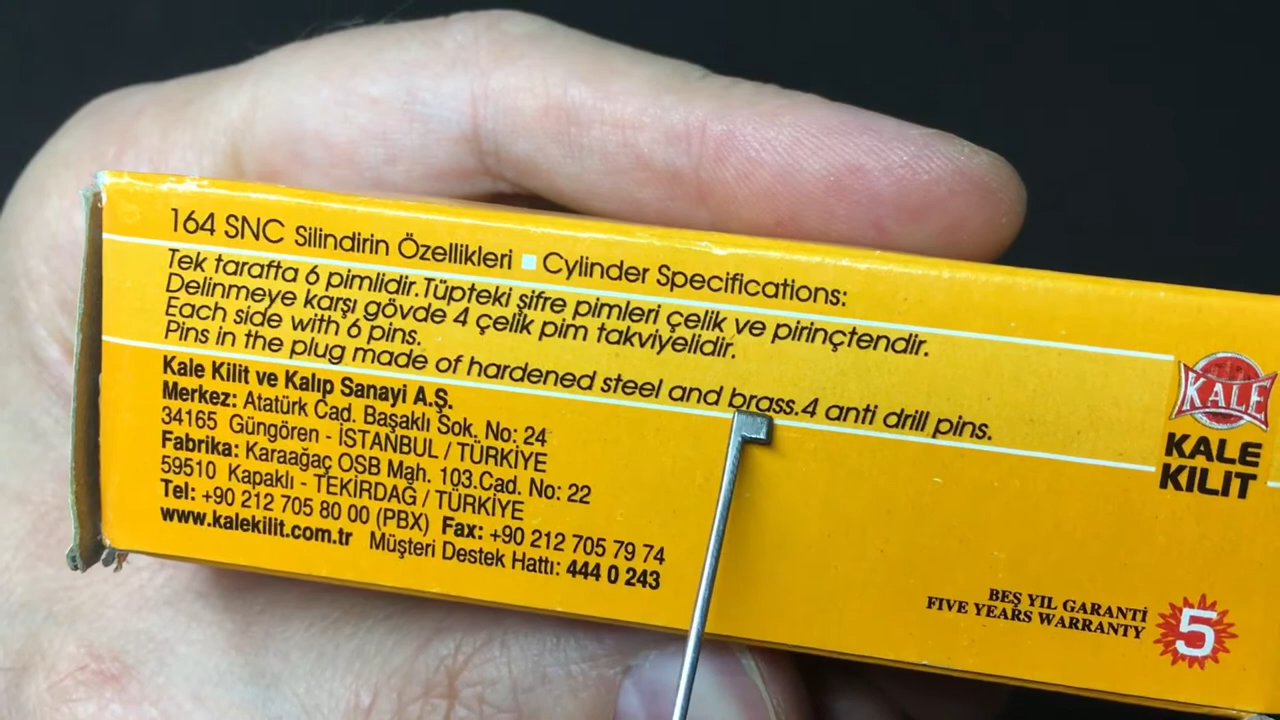 164 SNC Silindirin Özellikleri ▪ Cylinder Specifications:
Tek tarafta 6 pimlidir.Tüpteki şifre pimleri çelik ve pirinçtendir.
Delinmeye karşı gövde 4 çelik pim takviyelidir.
Each side with 6 pins.
Pins in the plug made of hardened steel and brass.4 anti drill pins.
Kale Kilit ve Kalıp Sanayi A.Ş.
Merkez: Atatürk Cad. Başaklı Sok. No: 24
34165 Güngören - İSTANBUL / TÜRKİYE
Fabrika: Karaağaç OSB Mah. 103.Cad. No: 22
59510 Kapaklı - TEKİRDAĞ / TÜRKİYE
Tel: +90 212 705 80 00 (PBX) Fax: +90 212 705 79 74
www.kalekilit.com.tr Müşteri Destek Hattı: 444 0 243
KALE
KALE
KILIT
BEŞ YIL GARANTİ
FIVE YEARS WARRANTY
5